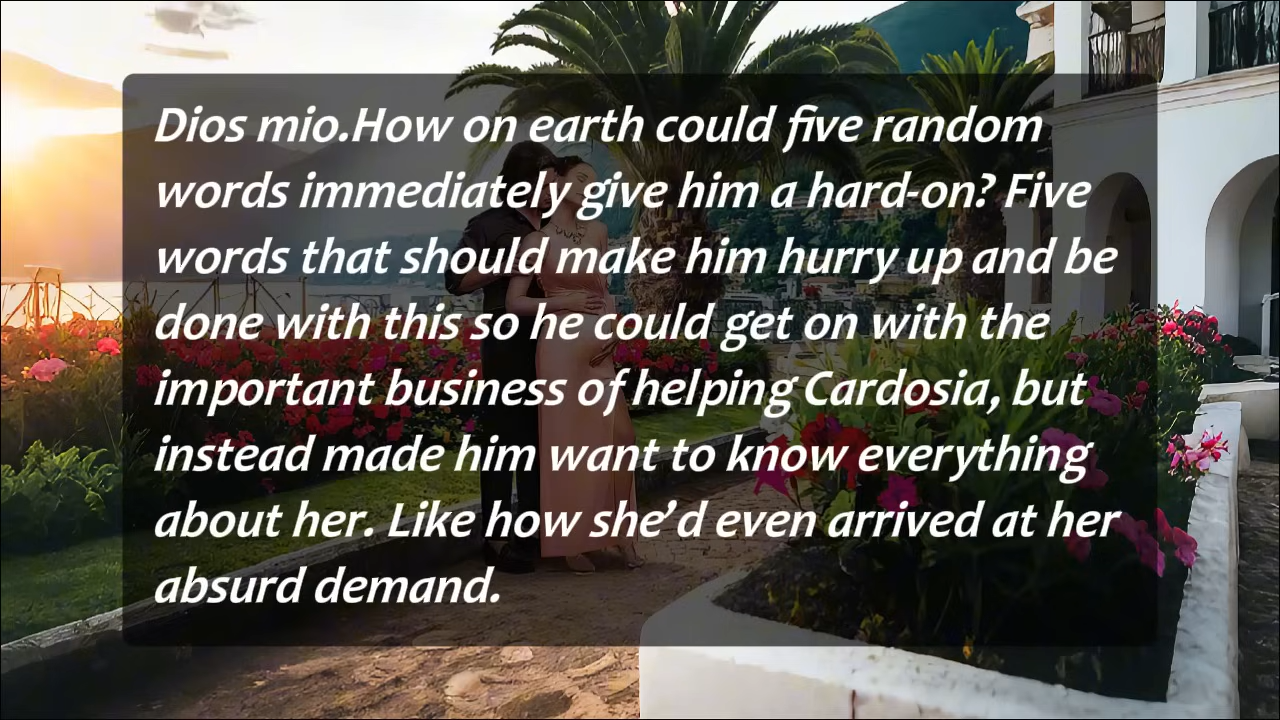 Dios mio.How on earth could five random
words immediately give him a hard-on? Five
words that should make him hurry up and be
done with this so he could get on with the
important business of helping Cardosia, but
instead made him want to know everything
about her. Like how she’d even arrived at her
absurd demand.